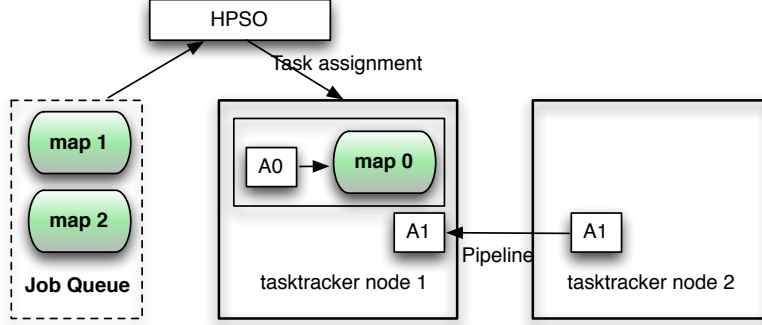 HPSO
Task assignment
map 1
map 2
Job Queue
A0
map 0
A1
tasktracker node 1
Pipeline
A1
tasktracker node 2